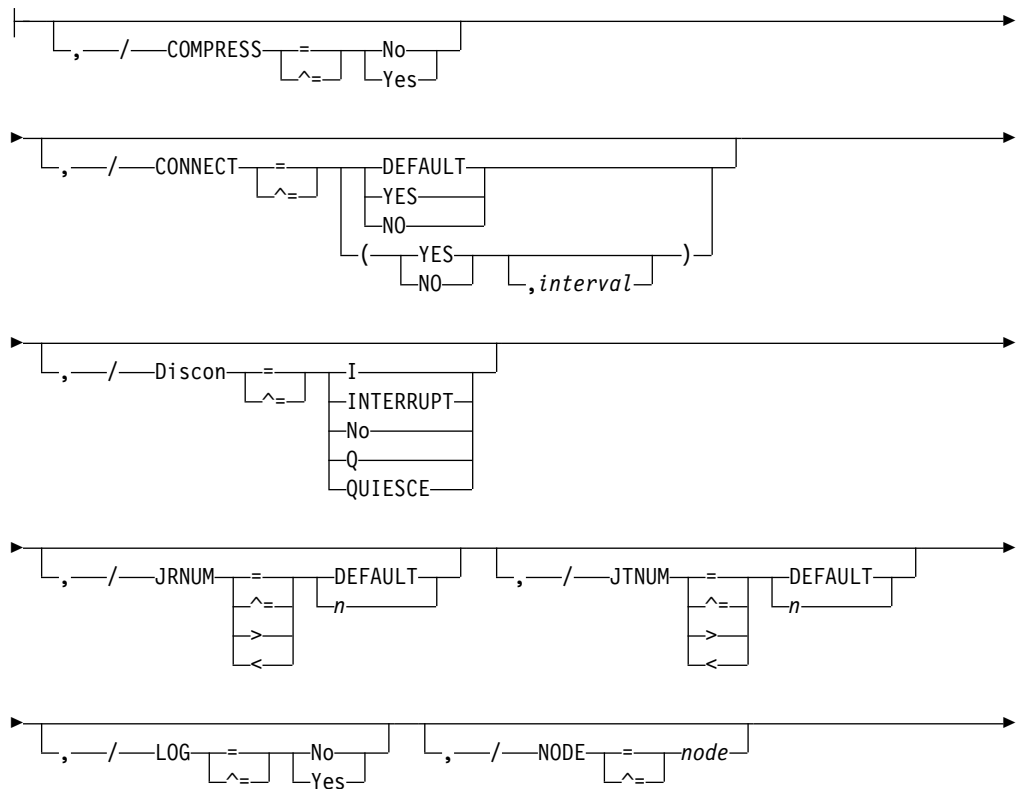 , / COMPRESS = No
^= Yes
, / CONNECT = DEFAULT
^= YES
NO
( YES )
NO ,interval
, / Discon = I
^= INTERRUPT
No
Q
QUIESCE
, / JRNUM = DEFAULT , / JTNUM = DEFAULT
^= n ^= n
> >
< <
, / LOG = No , / NODE = node
^= Yes ^=